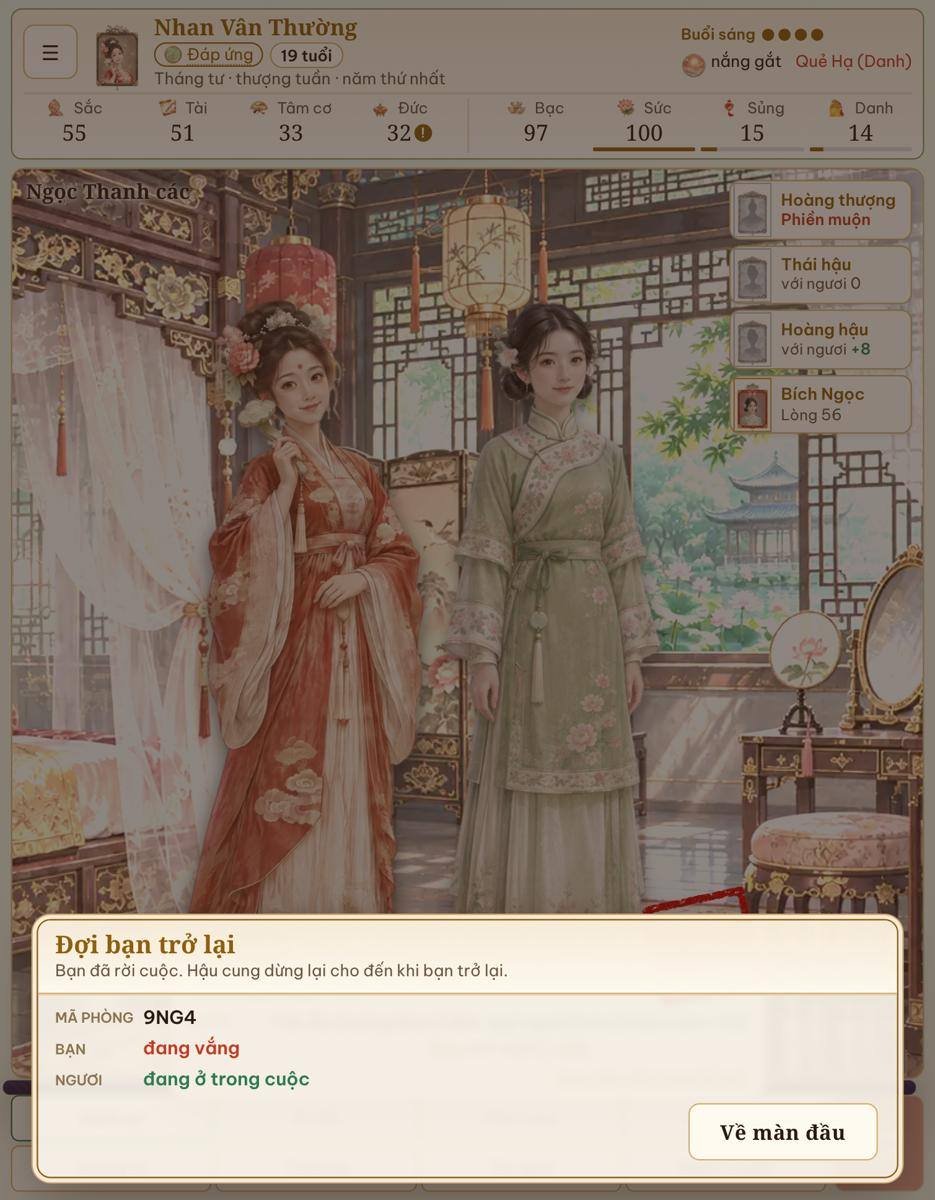 ☰
Nhan Vân Thường
Đáp ứng 19 tuổi
Tháng tư · thượng tuần · năm thứ nhất
Buổi sáng
nắng gắt Quẻ Hạ (Danh)
Sắc Tài Tâm cơ Đức Bạc Sức Sủng Danh
55 51 33 32 ! 97 100 15 14
Ngọc Thanh các
Hoàng thượng
Phiền muộn
Thái hậu
với ngươi 0
Hoàng hậu
với ngươi +8
Bích Ngọc
Lòng 56
Đợi bạn trở lại
Bạn đã rời cuộc. Hậu cung dừng lại cho đến khi bạn trở lại.
MÃ PHÒNG 9NG4
BẠN đang vắng
NGƯƠI đang ở trong cuộc
Về màn đầu